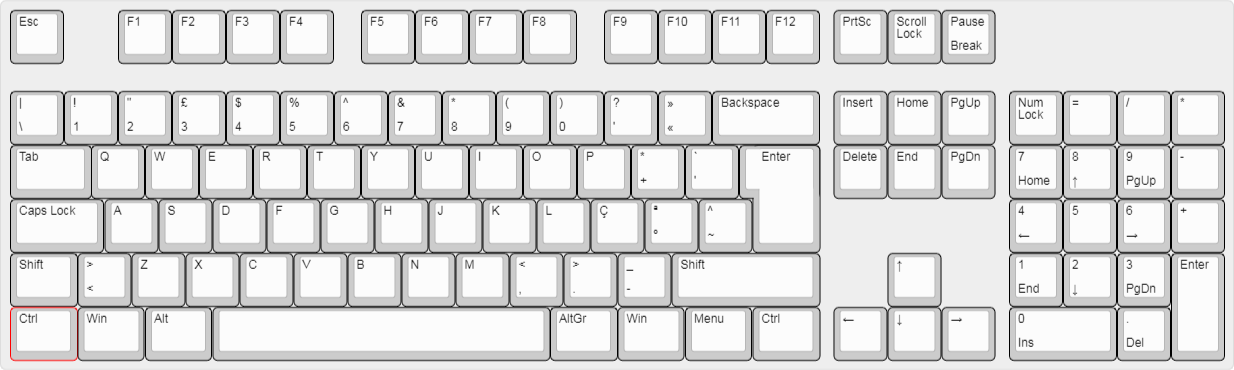 Esc F1 F2 F3 F4 F5 F6 F7 F8 F9 F10 F11 F12 PrtSc Scroll Pause
Lock Break
| ! " £ $ % ^ & * ( ) ? » Backspace Insert Home PgUp Num = / *
\ 1 2 3 4 5 6 7 8 9 0 ' « Lock
Tab Q W E R T Y U I O P * ` Enter Delete End PgDn 7 8 9 -
+ ' Home ↑ PgUp
Caps Lock A S D F G H J K L Ç ª ^ 4 5 6 +
º ~ ← →
Shift > Z X C V B N M < > _ Shift ↑ 1 2 3 Enter
< , . - End ↓ PgDn
Ctrl Win Alt AltGr Win Menu Ctrl ← ↓ → 0 .
Ins Del